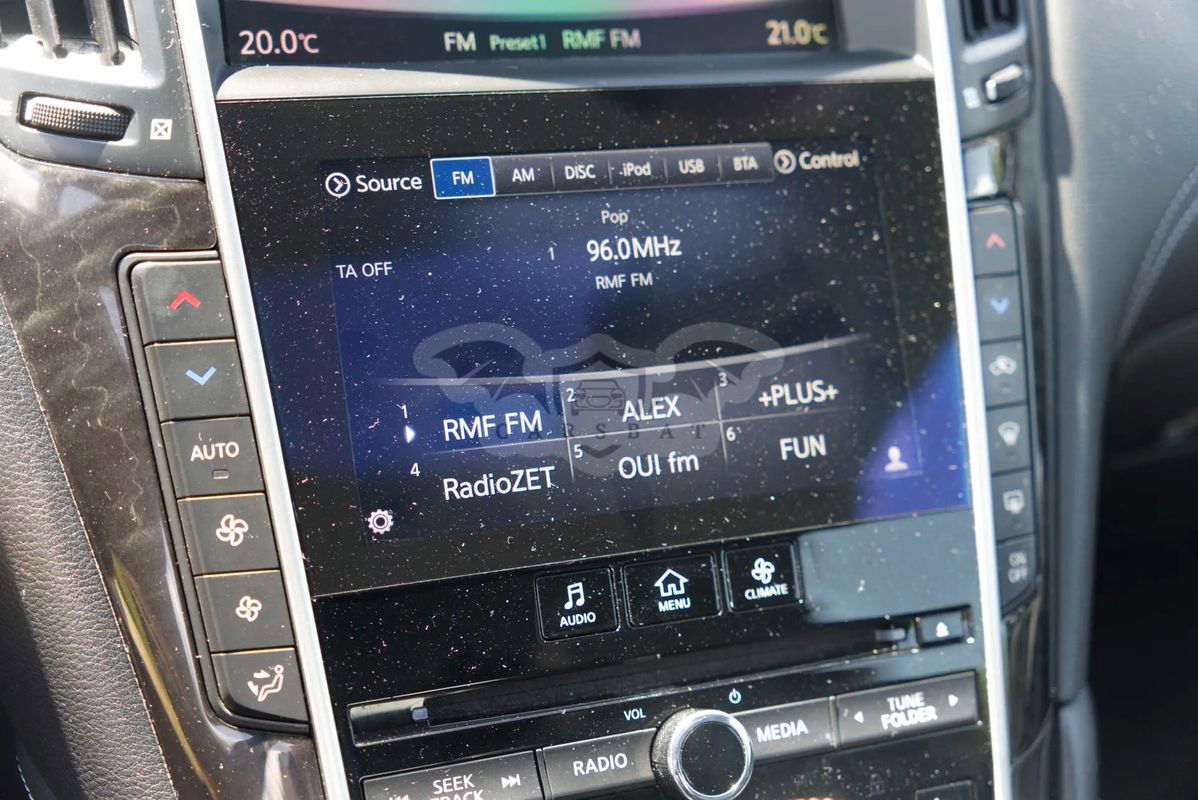 20.0°C FM Preset1 RMF FM 21.0°C
Source FM AM DISC iPod USB BTA Control
Pop
1 96.0MHz
TA OFF
RMF FM
1 RMF FM 2 ALEX 3 +PLUS+
4 RadioZET 5 OUI fm 6 FUN
CARSBAT
AUTO
ON
OFF
AUDIO
MENU
CLIMATE
VOL
RADIO
MEDIA
TUNE
FOLDER
SEEK
TRACK